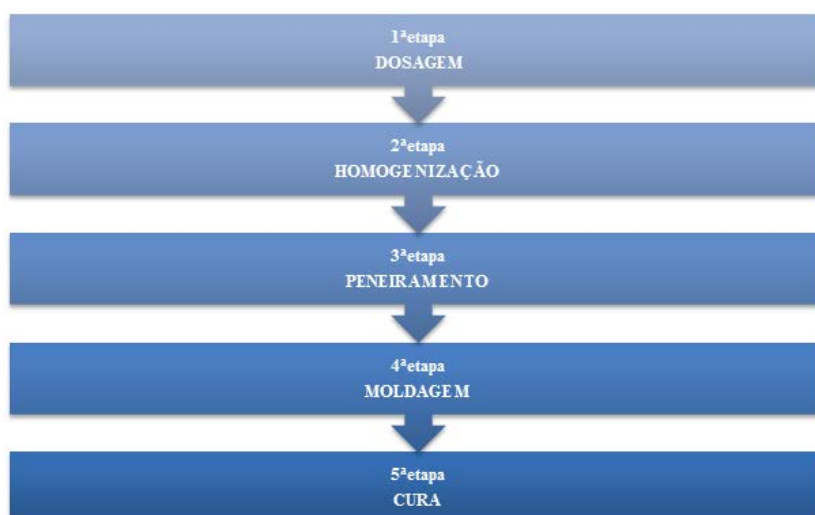 1ªetapa
DOSAGEM
2ªetapa
HOMOGENIZAÇÃO
3ªetapa
PENEIRAMENTO
4ªetapa
MOLDAGEM
5ªetapa
CURA